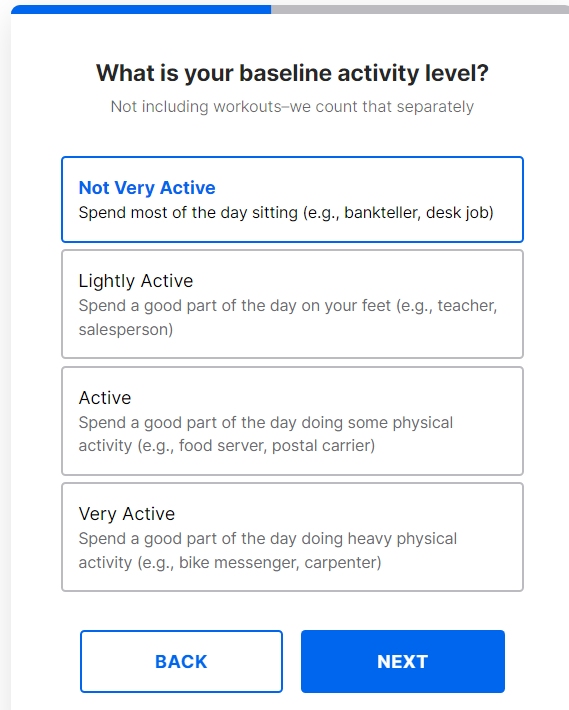 What is your baseline activity level?
Not including workouts–we count that separately
Not Very Active
Spend most of the day sitting (e.g., bankteller, desk job)
Lightly Active
Spend a good part of the day on your feet (e.g., teacher,
salesperson)
Active
Spend a good part of the day doing some physical
activity (e.g., food server, postal carrier)
Very Active
Spend a good part of the day doing heavy physical
activity (e.g., bike messenger, carpenter)
BACK
NEXT